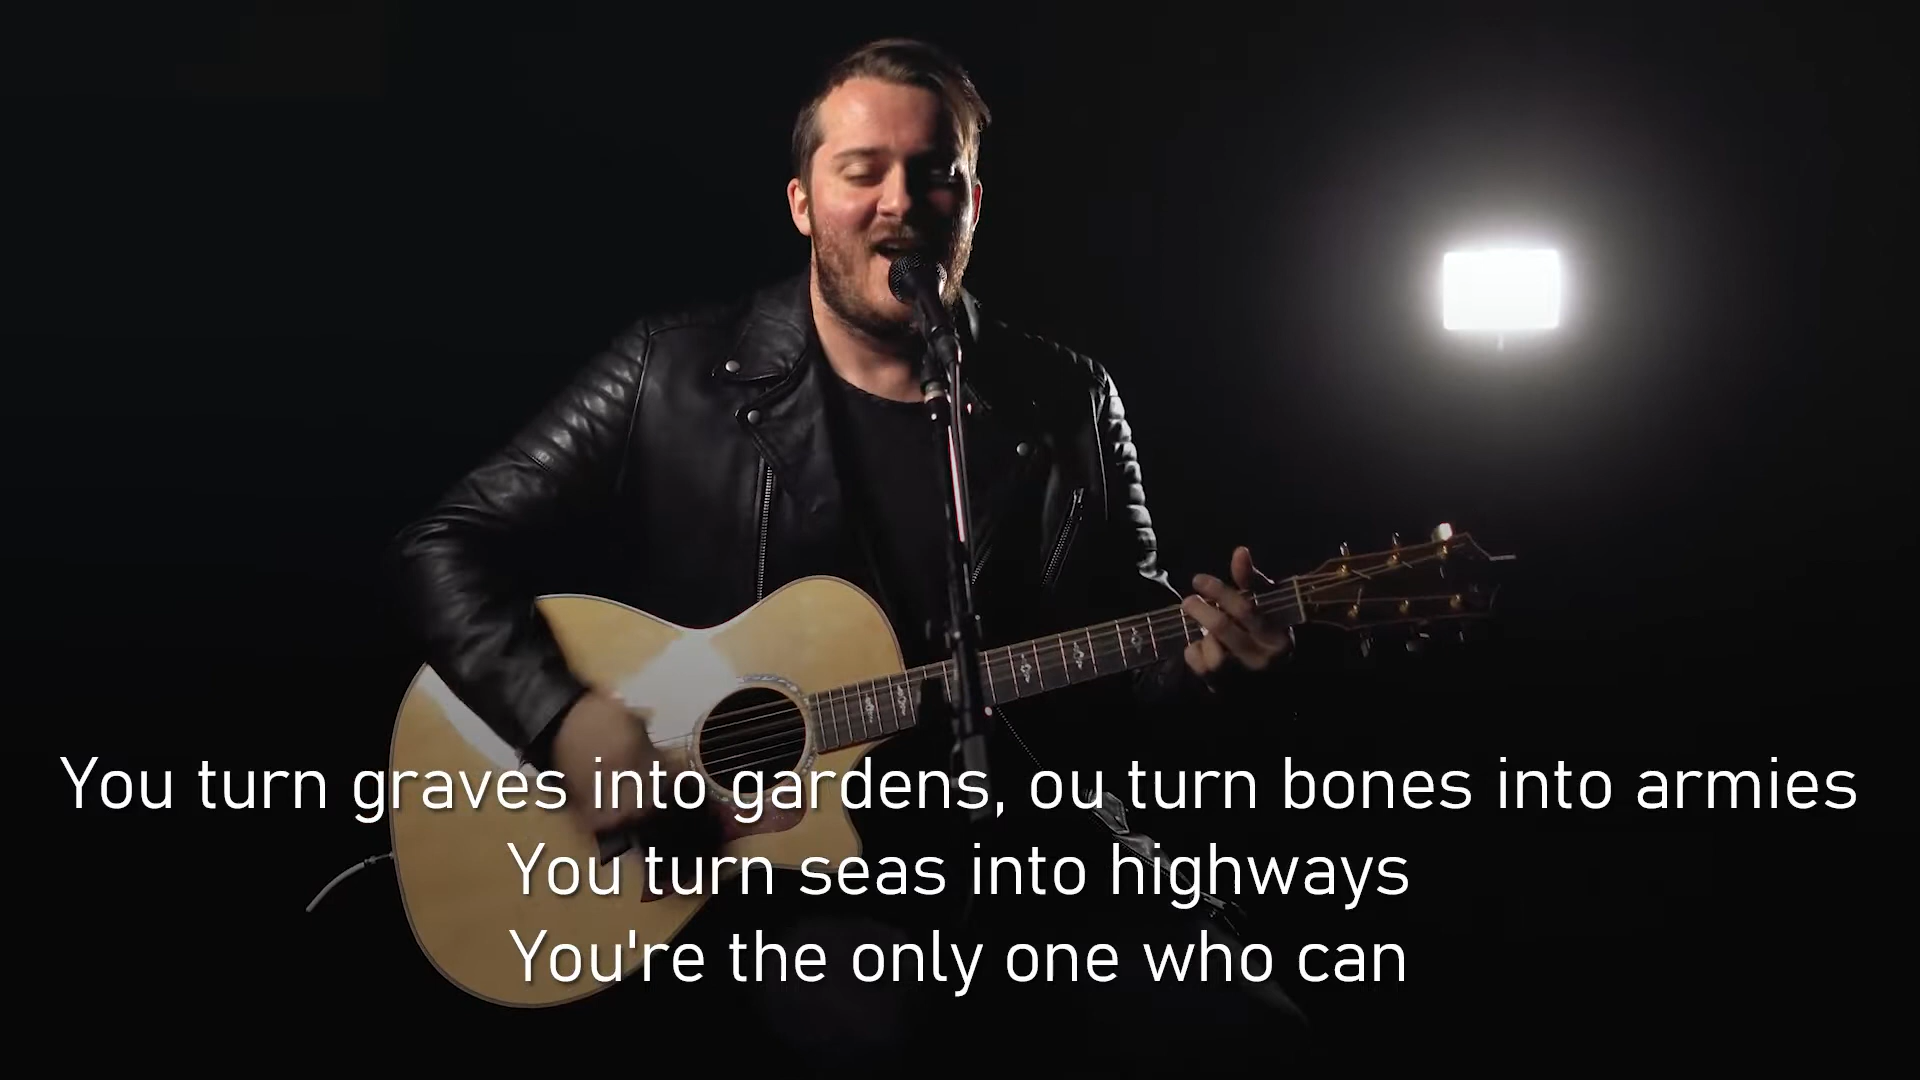 You turn graves into gardens, ou turn bones into armies
You turn seas into highways
You're the only one who can